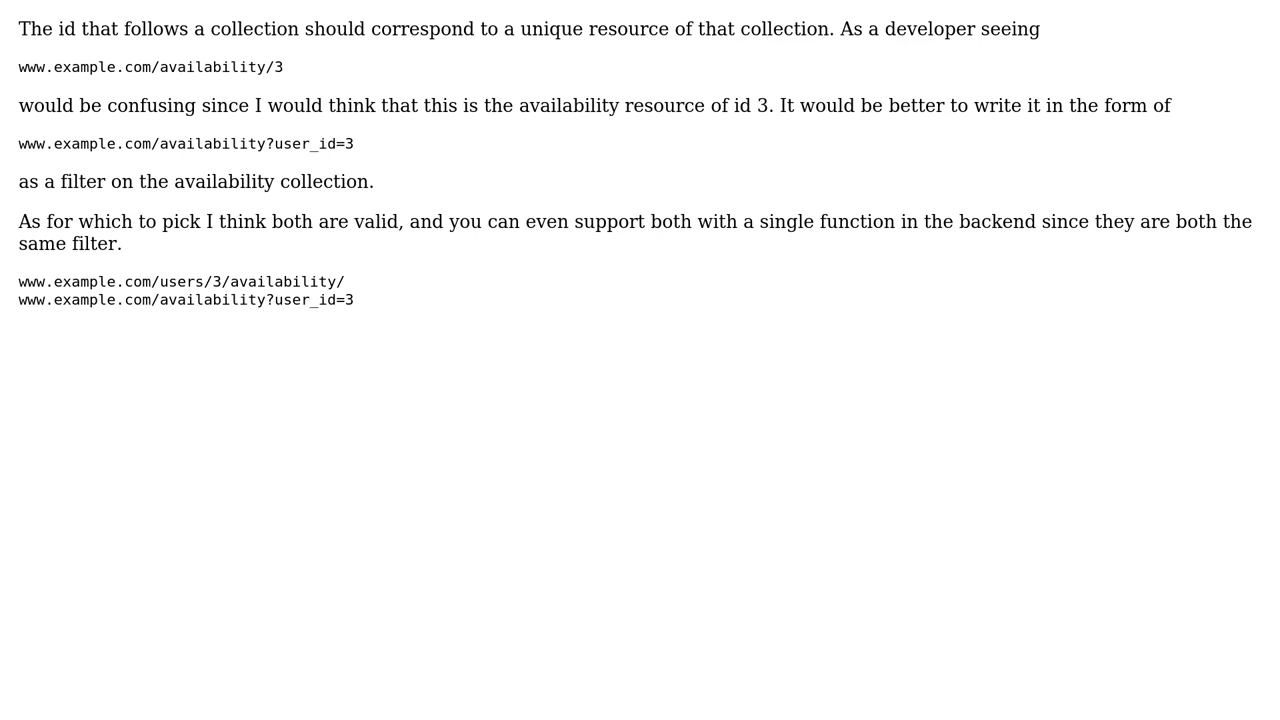 The id that follows a collection should correspond to a unique resource of that collection. As a developer seeing
www.example.com/availability/3
would be confusing since I would think that this is the availability resource of id 3. It would be better to write it in the form of
www.example.com/availability?user_id=3
as a filter on the availability collection.
As for which to pick I think both are valid, and you can even support both with a single function in the backend since they are both the
same filter.
www.example.com/users/3/availability/
www.example.com/availability?user_id=3